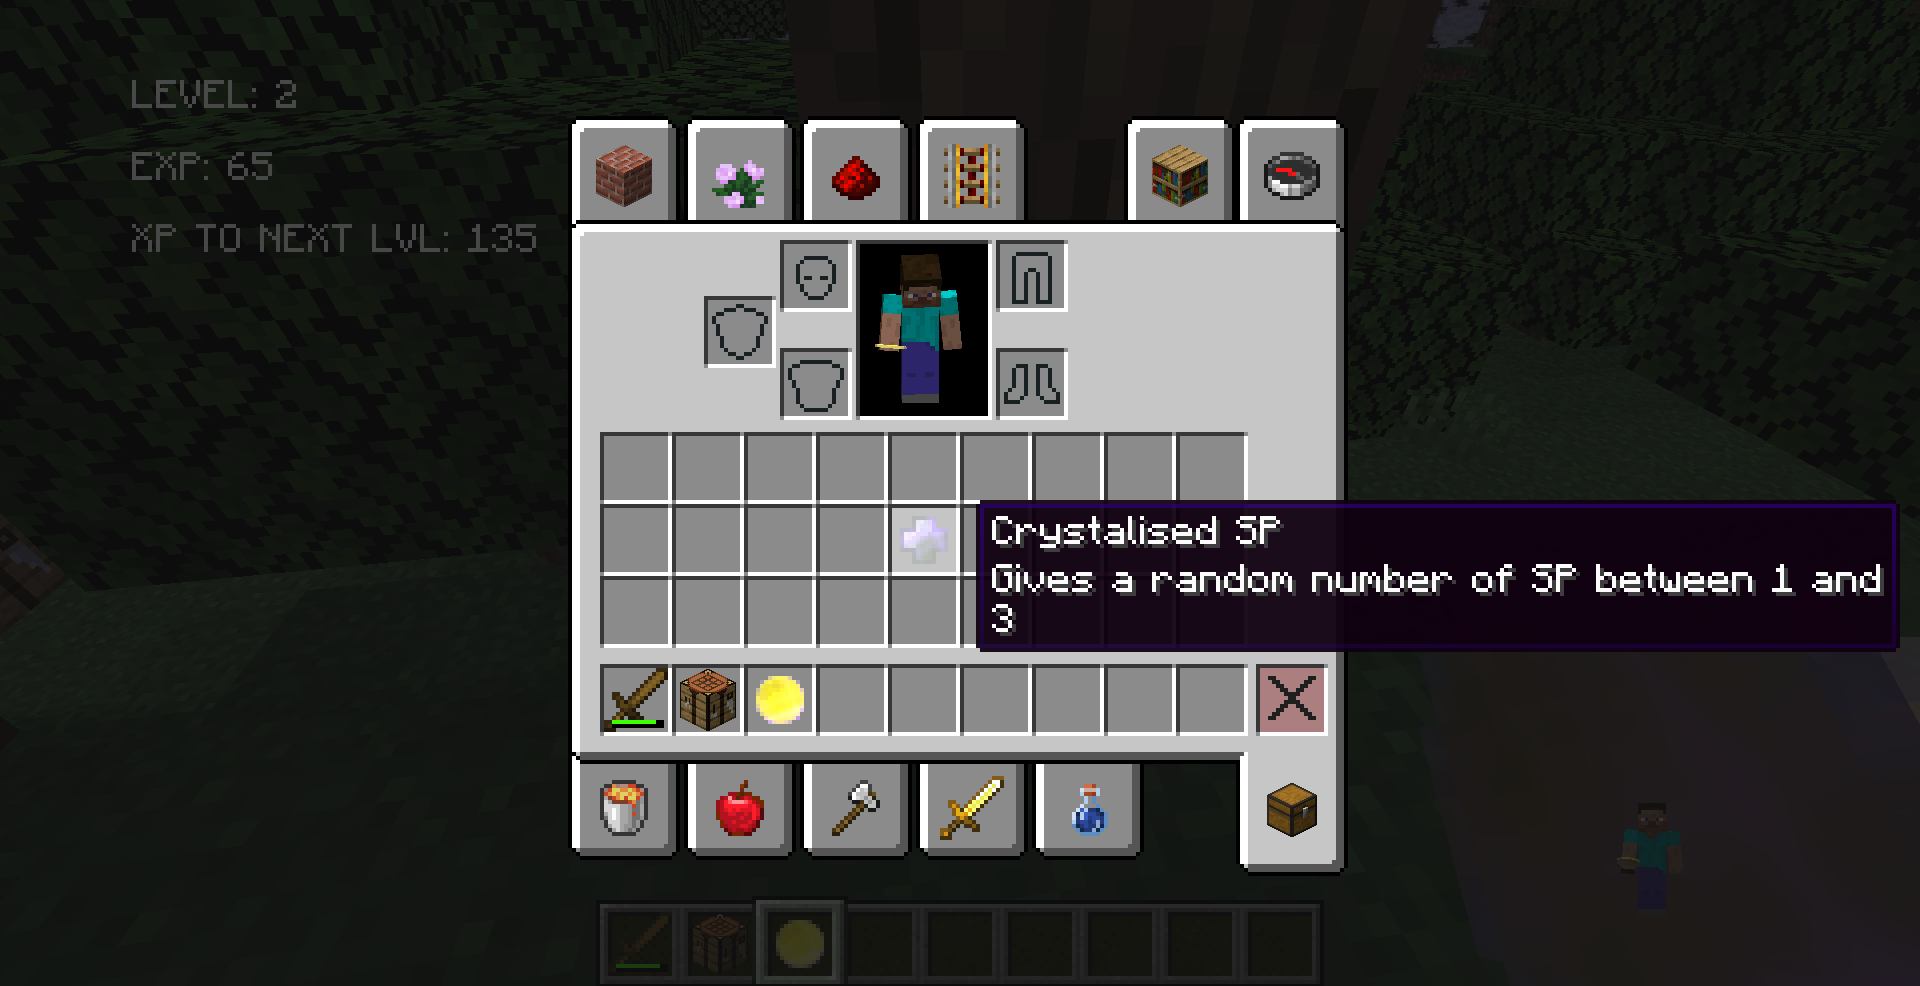 LEVEL: 2
EXP: 65
XP TO NEXT LVL: 135
Crystalised SP
Gives a random number of SP between 1 and
3